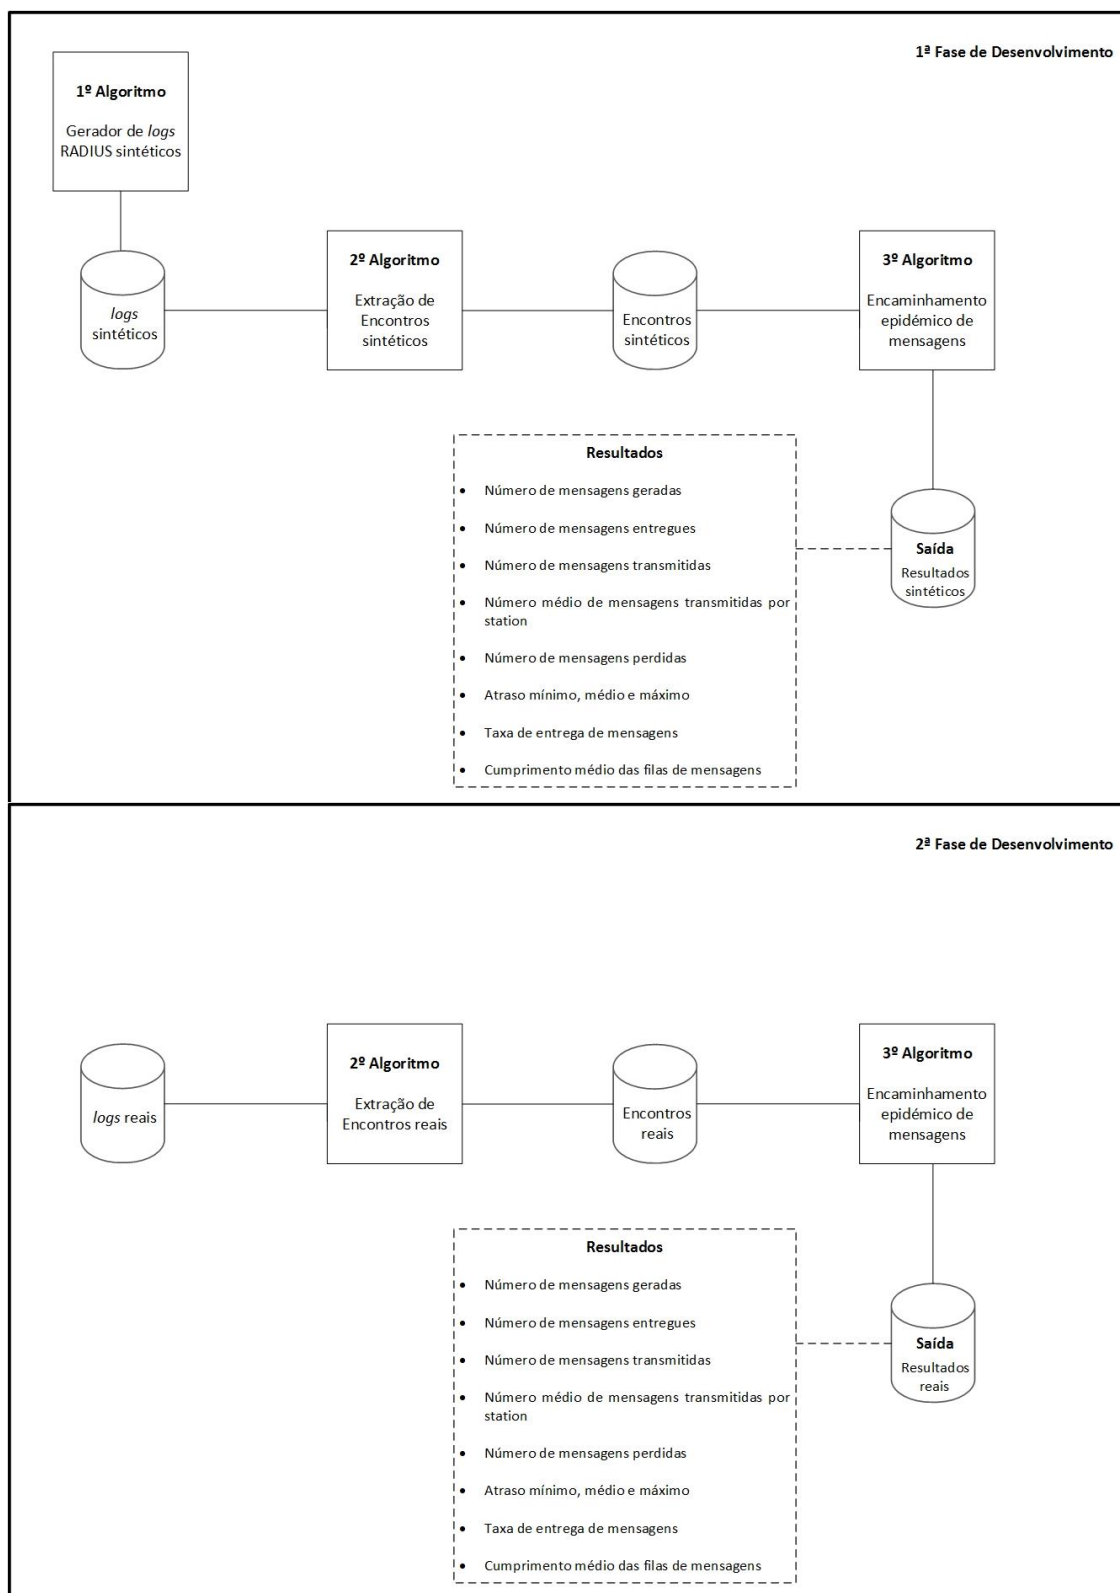 1ª Fase de Desenvolvimento
1º Algoritmo
Gerador de logs
RADIUS sintéticos
logs
sintéticos
2º Algoritmo
Extração de
Encontros
sintéticos
Encontros
sintéticos
3º Algoritmo
Encaminhamento
epidémico de
mensagens
Resultados
• Número de mensagens geradas
• Número de mensagens entregues
• Número de mensagens transmitidas
• Número médio de mensagens transmitidas por
station
• Número de mensagens perdidas
• Atraso mínimo, médio e máximo
• Taxa de entrega de mensagens
• Cumprimento médio das filas de mensagens
Saída
Resultados
sintéticos
2ª Fase de Desenvolvimento
logs reais
2º Algoritmo
Extração de
Encontros reais
Encontros
reais
3º Algoritmo
Encaminhamento
epidémico de
mensagens
Resultados
• Número de mensagens geradas
• Número de mensagens entregues
• Número de mensagens transmitidas
• Número médio de mensagens transmitidas por
station
• Número de mensagens perdidas
• Atraso mínimo, médio e máximo
• Taxa de entrega de mensagens
• Cumprimento médio das filas de mensagens
Saída
Resultados
reais